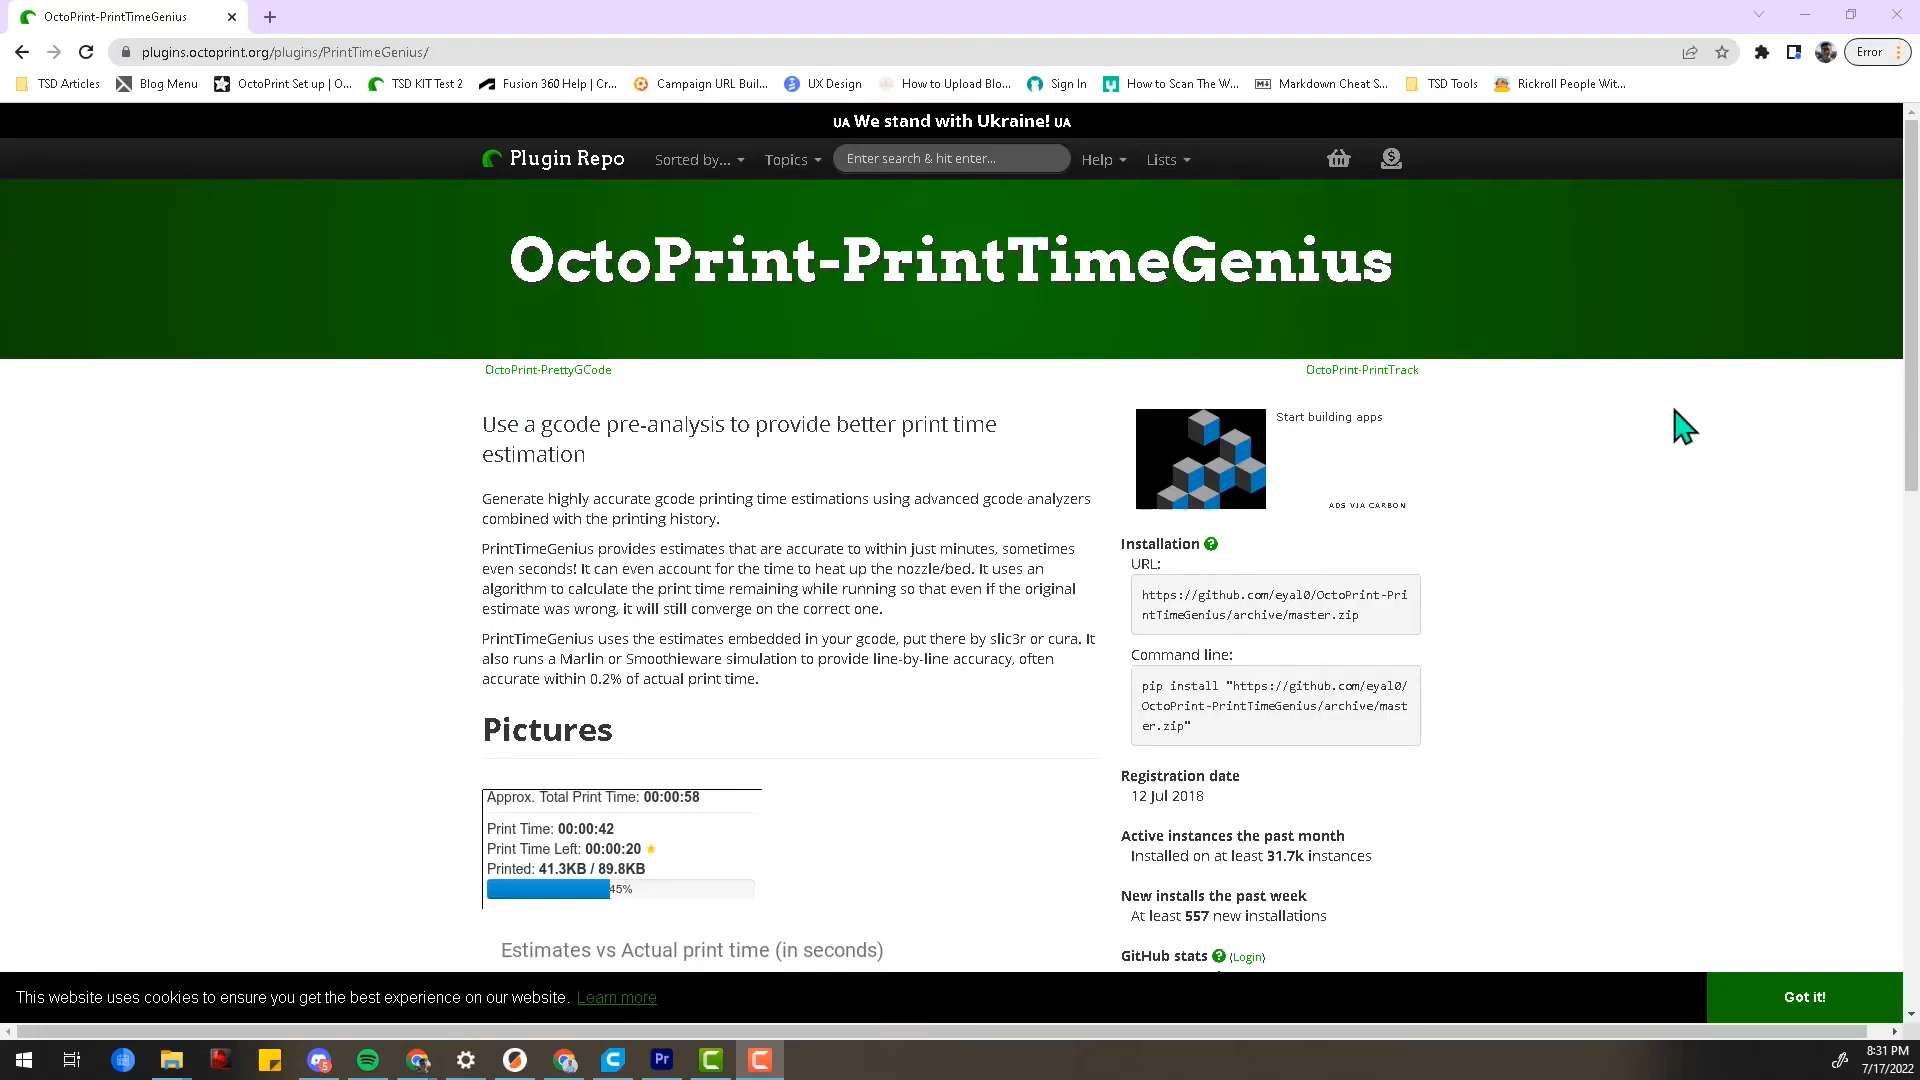 OctoPrint-PrintTimeGenius
plugins.octoprint.org/plugins/PrintTimeGenius/
Error
TSD Articles
Blog Menu
OctoPrint Set up | O...
TSD KIT Test 2
Fusion 360 Help | Cr...
Campaign URL Buil...
UX Design
How to Upload Blo...
Sign In
How to Scan The W...
Markdown Cheat S...
TSD Tools
Rickroll People Wit...
UA We stand with Ukraine! UA
Plugin Repo
Sorted by...
Topics
Enter search & hit enter...
Help
Lists
OctoPrint-PrintTimeGenius
OctoPrint-PrettyGCode
OctoPrint-PrintTrack
Use a gcode pre-analysis to provide better print time
estimation
Generate highly accurate gcode printing time estimations using advanced gcode analyzers
combined with the printing history.
PrintTimeGenius provides estimates that are accurate to within just minutes, sometimes
even seconds! It can even account for the time to heat up the nozzle/bed. It uses an
algorithm to calculate the print time remaining while running so that even if the original
estimate was wrong, it will still converge on the correct one.
PrintTimeGenius uses the estimates embedded in your gcode, put there by slic3r or cura. It
also runs a Marlin or Smoothieware simulation to provide line-by-line accuracy, often
accurate within 0.2% of actual print time.
Pictures
Approx. Total Print Time: 00:00:58
Print Time: 00:00:42
Print Time Left: 00:00:20
Printed: 41.3KB / 89.8KB
45%
Estimates vs Actual print time (in seconds)
Start building apps
ADS VIA CARBON
Installation
URL:
https://github.com/eyal0/OctoPrint-Pri
ntTimeGenius/archive/master.zip
Command line:
pip install "https://github.com/eyal0/
OctoPrint-PrintTimeGenius/archive/mast
er.zip"
Registration date
12 Jul 2018
Active instances the past month
Installed on at least 31.7k instances
New installs the past week
At least 557 new installations
GitHub stats (Login)
This website uses cookies to ensure you get the best experience on our website. Learn more
Got it!
5
Pr
C
C
8:31 PM
7/17/2022